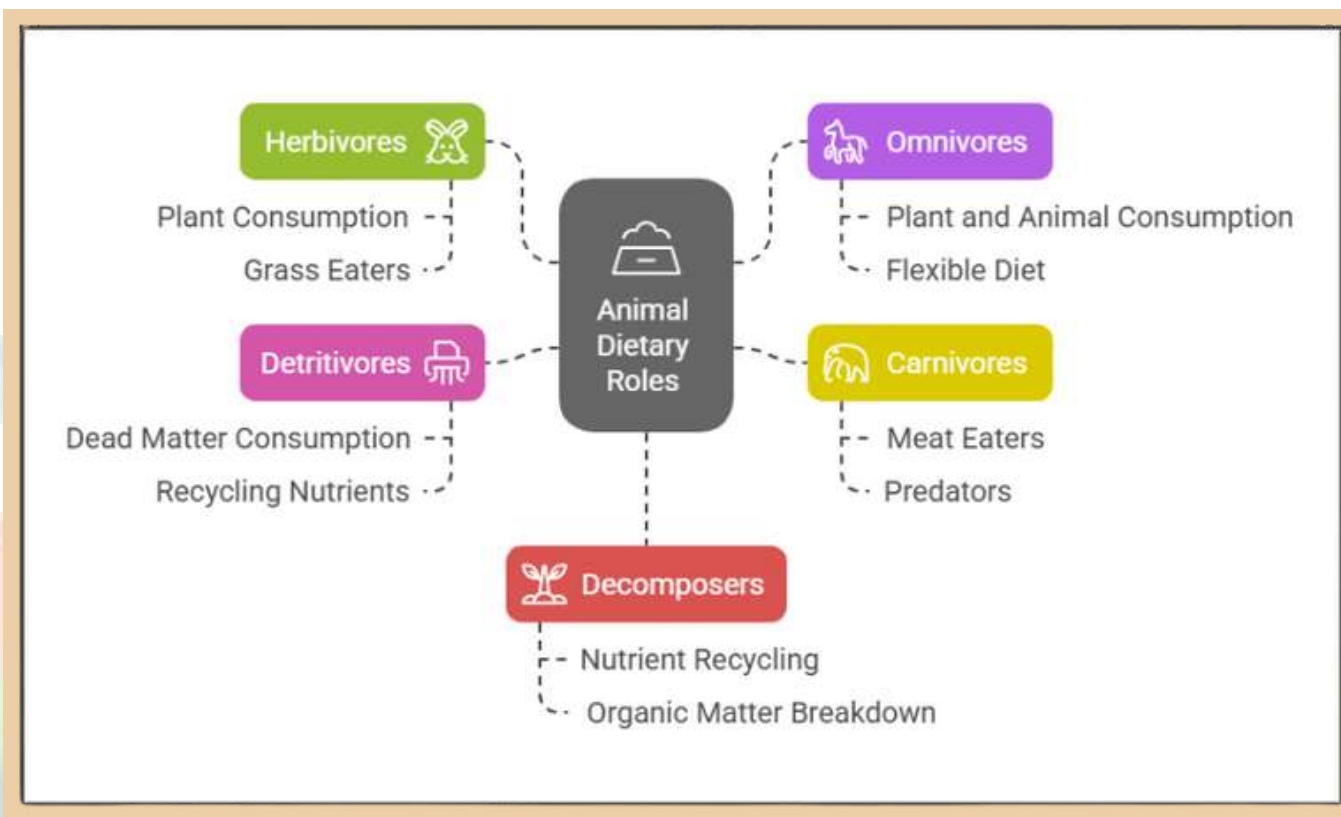 Herbivores
Plant Consumption
Grass Eaters
Detritivores
Dead Matter Consumption
Recycling Nutrients
Animal
Dietary
Roles
Omnivores
Plant and Animal Consumption
Flexible Diet
Carnivores
Meat Eaters
Predators
Decomposers
Nutrient Recycling
Organic Matter Breakdown